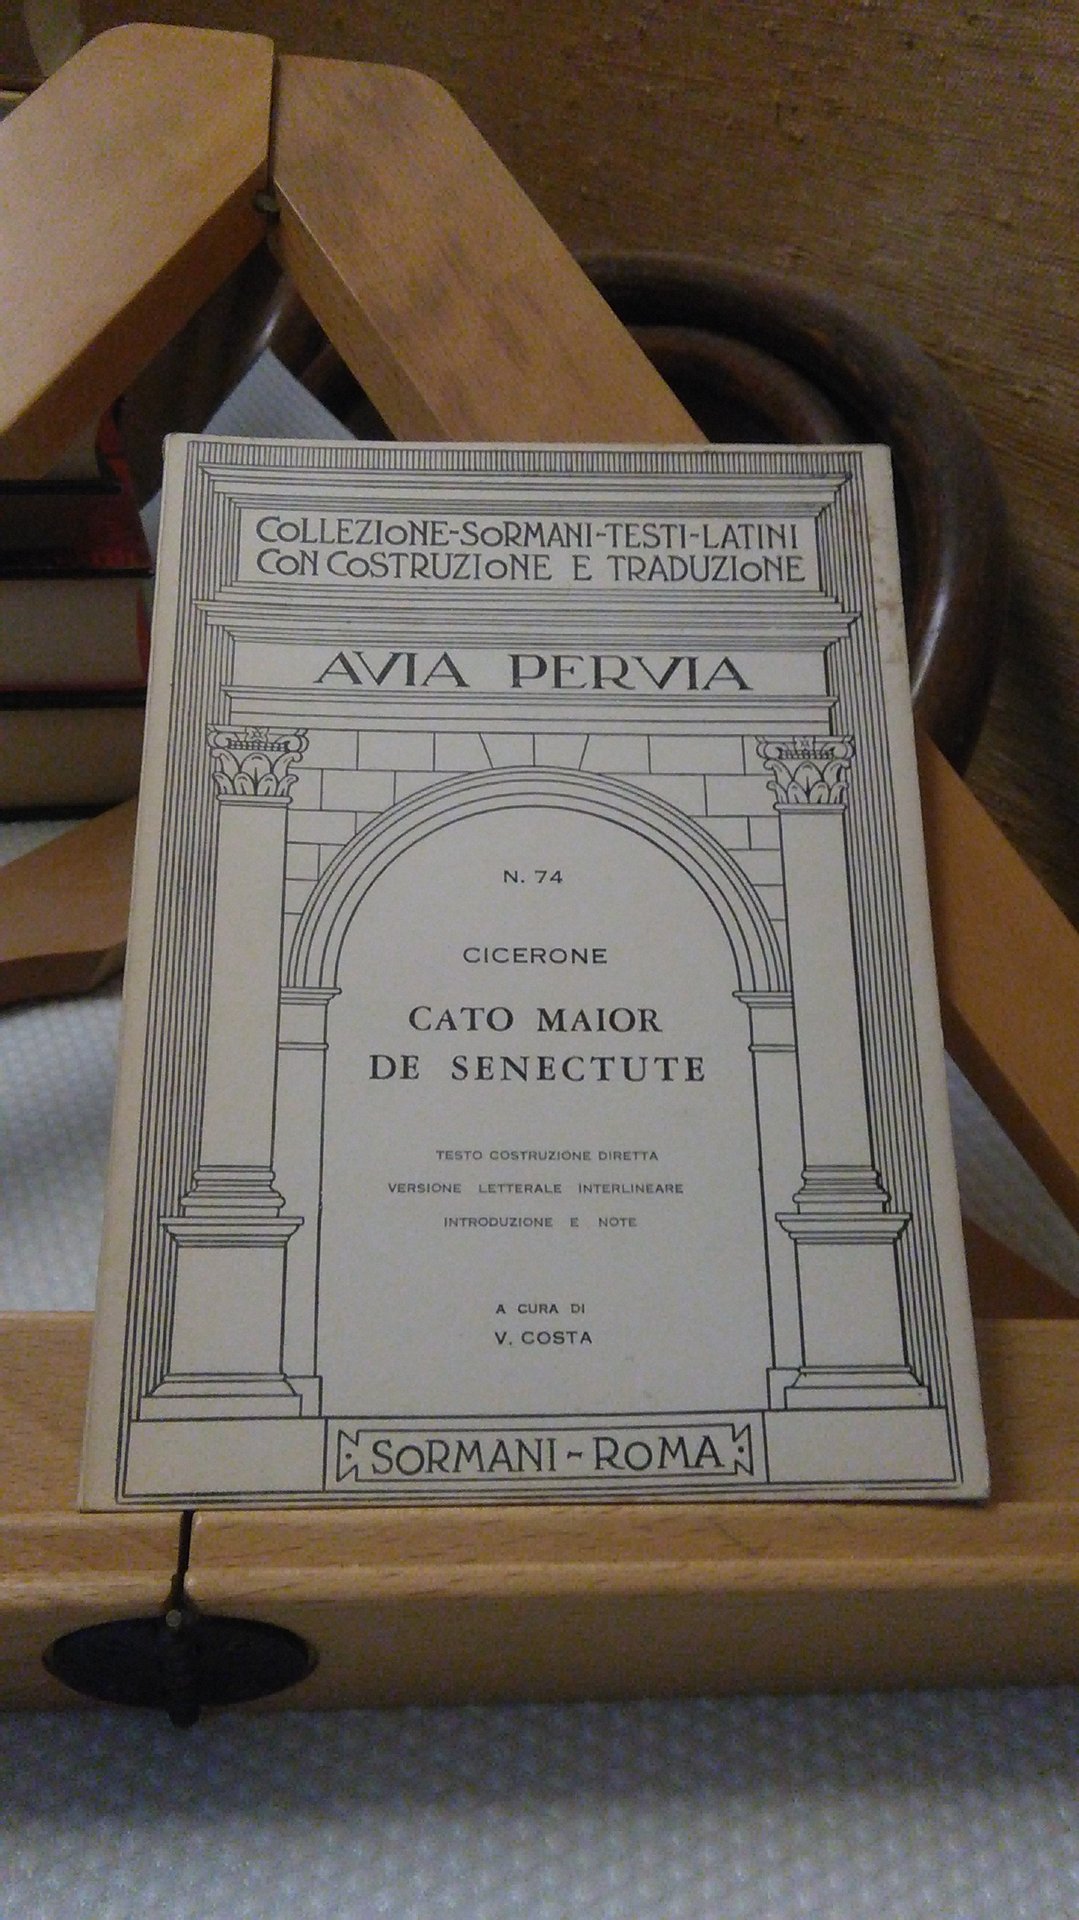 COLLEZIONE-SORMANI-TESTI-LATINI
CON COSTRUZIONE E TRADUZIONE
AVIA PERVIA
N. 74
CICERONE
CATO MAIOR
DE SENECTUTE
TESTO COSTRUZIONE DIRETTA
VERSIONE LETTERALE INTERLINEARE
INTRODUZIONE E NOTE
A CURA DI
V. COSTA
SORMANI-ROMA